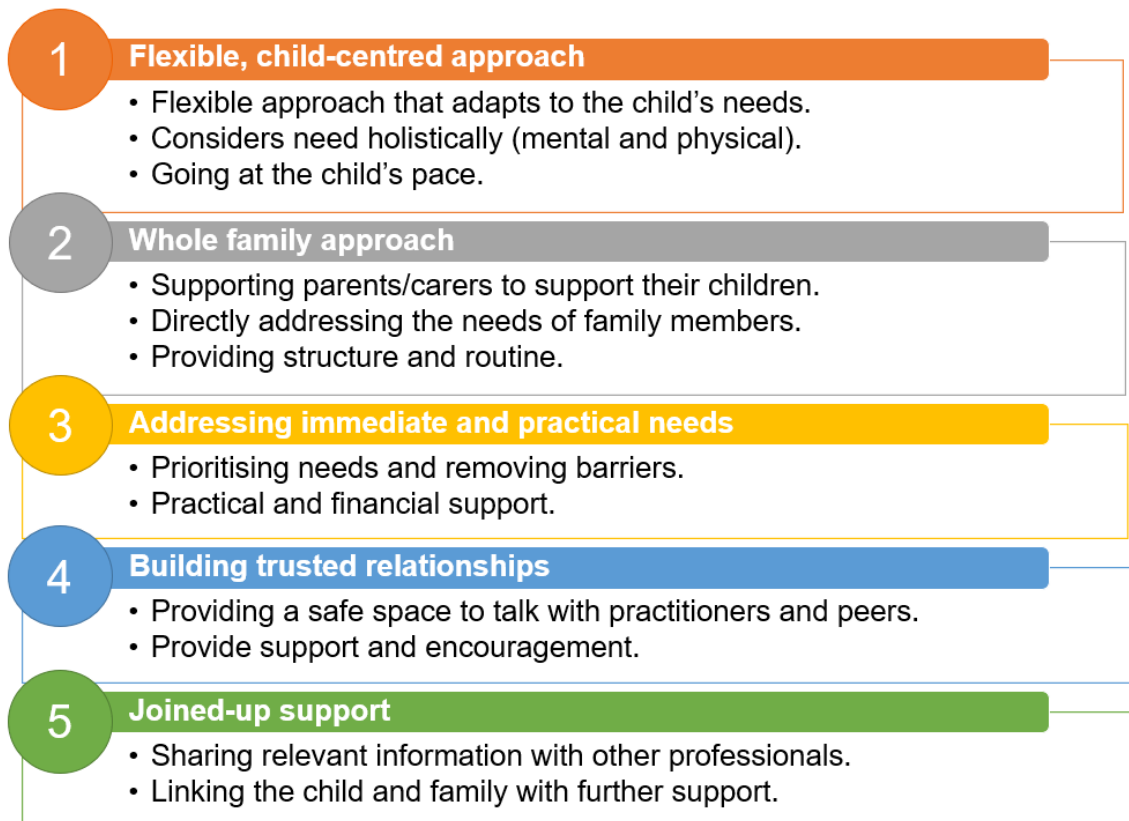 1
Flexible, child-centred approach
• Flexible approach that adapts to the child's needs.
• Considers need holistically (mental and physical).
• Going at the child's pace.
2
Whole family approach
• Supporting parents/carers to support their children.
• Directly addressing the needs of family members.
• Providing structure and routine.
3
Addressing immediate and practical needs
• Prioritising needs and removing barriers.
• Practical and financial support.
4
Building trusted relationships
• Providing a safe space to talk with practitioners and peers.
• Provide support and encouragement.
5
Joined-up support
• Sharing relevant information with other professionals.
• Linking the child and family with further support.